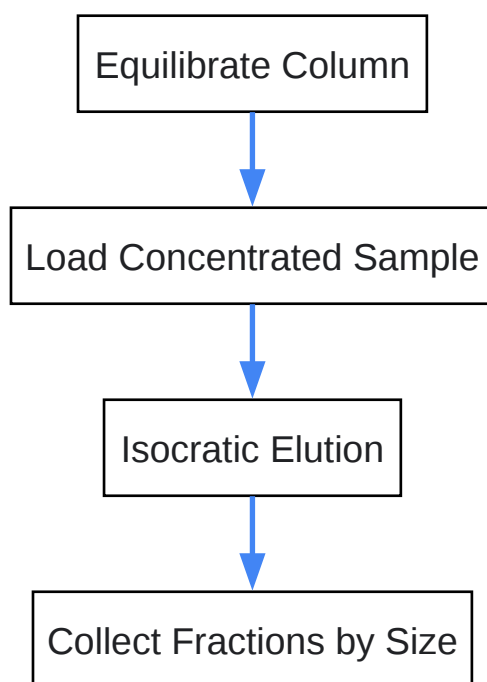 Equilibrate Column
Load Concentrated Sample
Isocratic Elution
Collect Fractions by Size